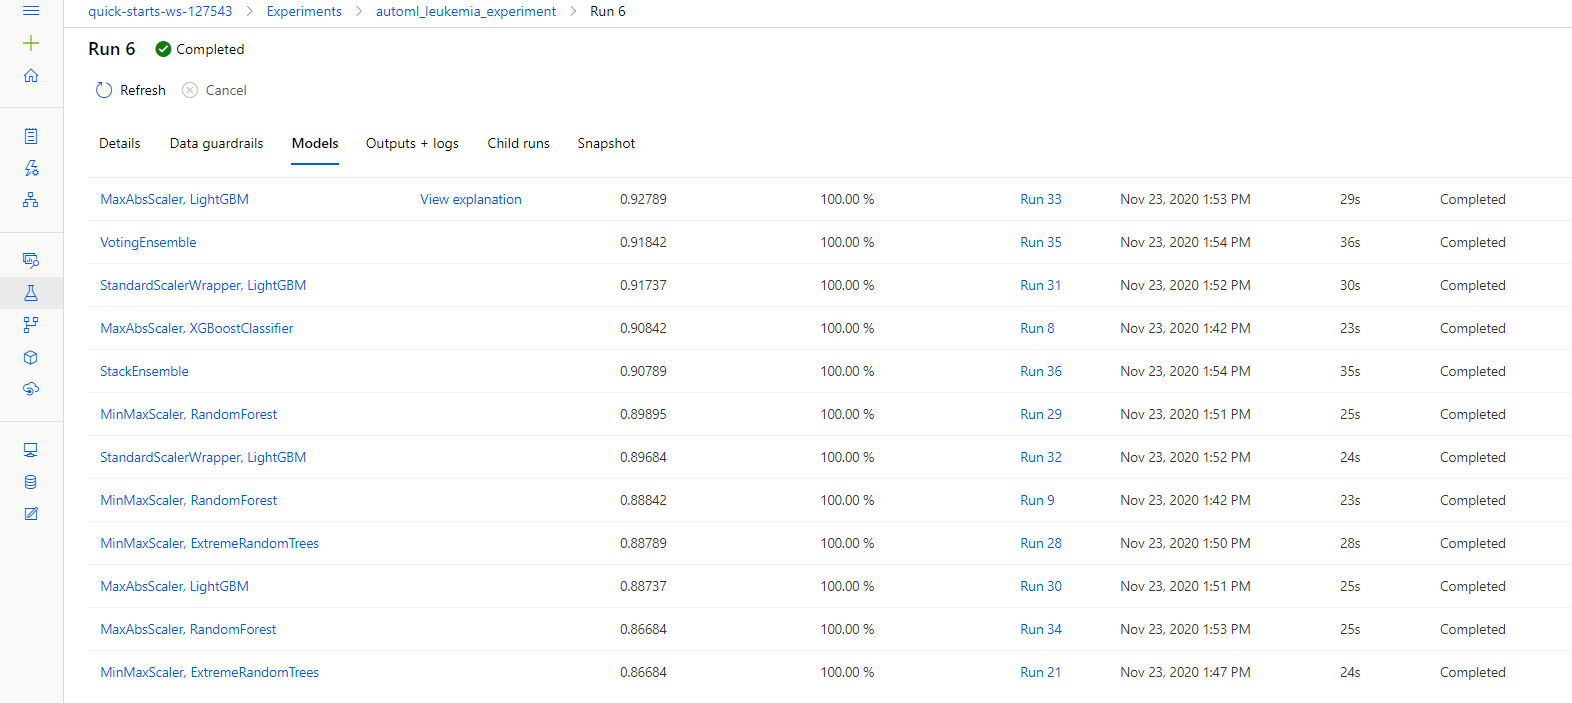 quick-starts-ws-127543 > Experiments > automl_leukemia_experiment > Run 6
Run 6 Completed
Refresh Cancel
Details Data guardrails Models Outputs + logs Child runs Snapshot
MaxAbsScaler, LightGBM View explanation 0.92789 100.00 % Run 33 Nov 23, 2020 1:53 PM 29s Completed
VotingEnsemble 0.91842 100.00 % Run 35 Nov 23, 2020 1:54 PM 36s Completed
StandardScalerWrapper, LightGBM 0.91737 100.00 % Run 31 Nov 23, 2020 1:52 PM 30s Completed
MaxAbsScaler, XGBoostClassifier 0.90842 100.00 % Run 8 Nov 23, 2020 1:42 PM 23s Completed
StackEnsemble 0.90789 100.00 % Run 36 Nov 23, 2020 1:54 PM 35s Completed
MinMaxScaler, RandomForest 0.89895 100.00 % Run 29 Nov 23, 2020 1:51 PM 25s Completed
StandardScalerWrapper, LightGBM 0.89684 100.00 % Run 32 Nov 23, 2020 1:52 PM 24s Completed
MinMaxScaler, RandomForest 0.88842 100.00 % Run 9 Nov 23, 2020 1:42 PM 23s Completed
MinMaxScaler, ExtremeRandomTrees 0.88789 100.00 % Run 28 Nov 23, 2020 1:50 PM 28s Completed
MaxAbsScaler, LightGBM 0.88737 100.00 % Run 30 Nov 23, 2020 1:51 PM 25s Completed
MaxAbsScaler, RandomForest 0.86684 100.00 % Run 34 Nov 23, 2020 1:53 PM 25s Completed
MinMaxScaler, ExtremeRandomTrees 0.86684 100.00 % Run 21 Nov 23, 2020 1:47 PM 24s Completed